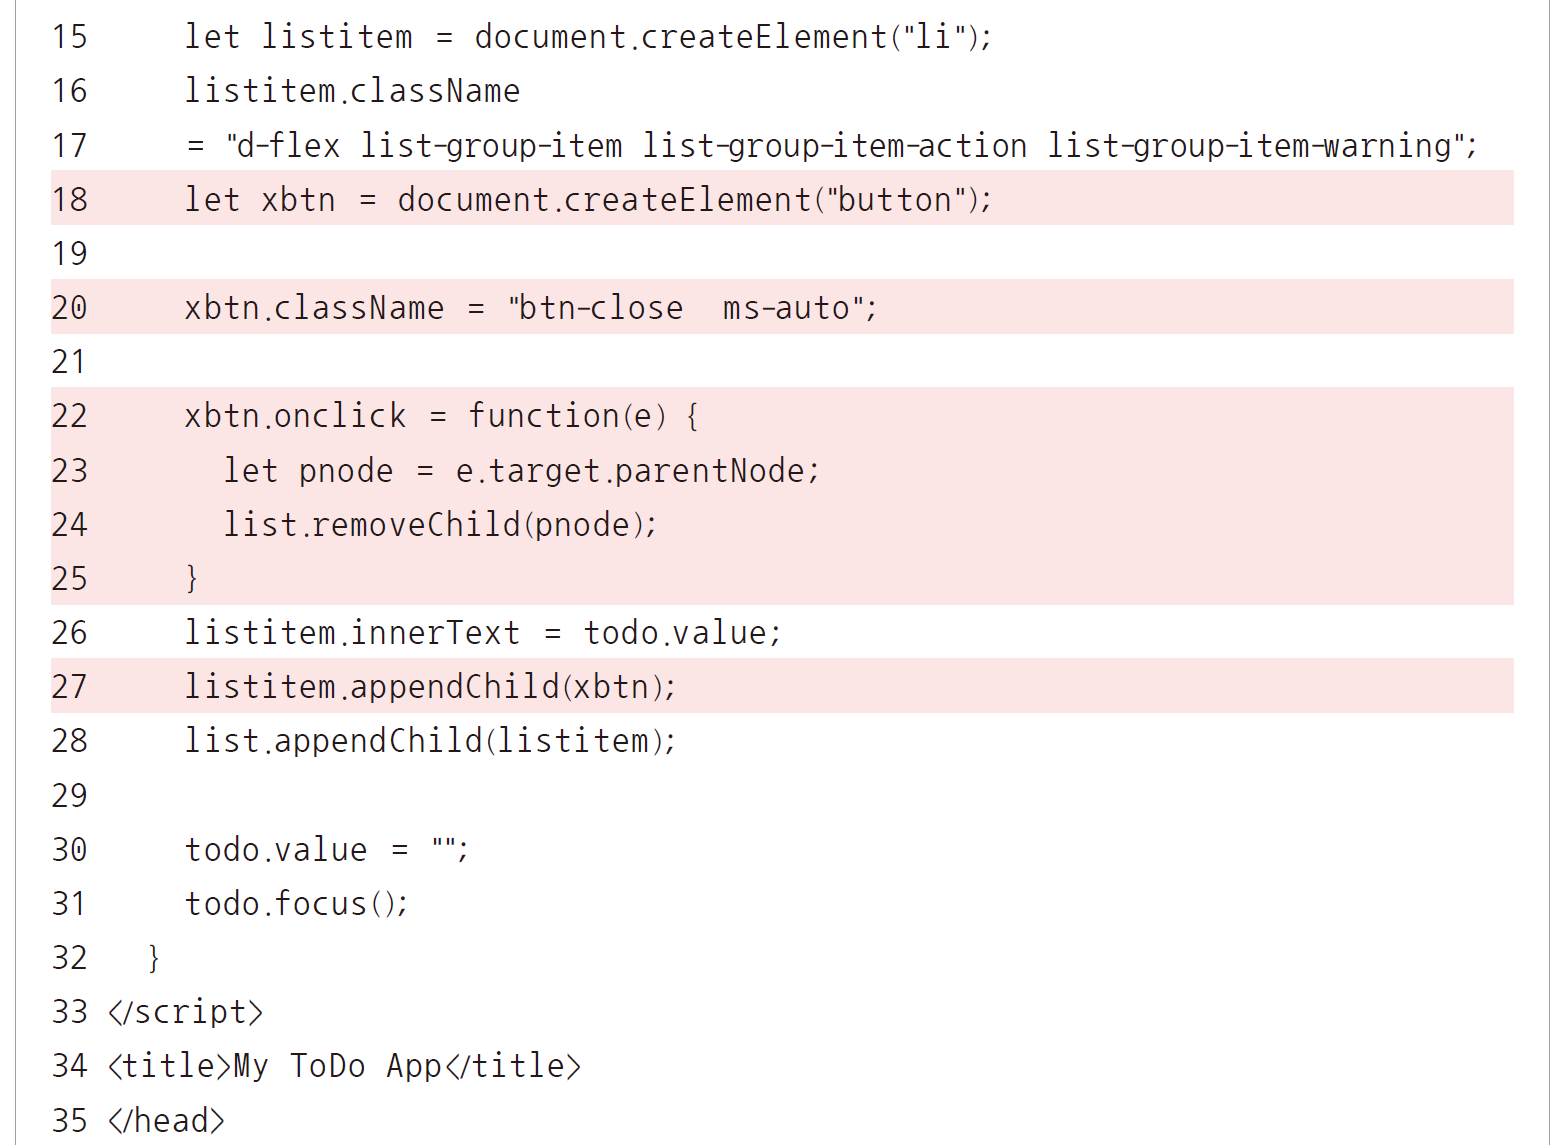 15     let listitem = document.createElement("li");
16     listitem.className
17     = "d-flex list-group-item list-group-item-action list-group-item-warning";
18     let xbtn = document.createElement("button");
19
20     xbtn.className = "btn-close  ms-auto";
21
22     xbtn.onclick = function(e) {
23       let pnode = e.target.parentNode;
24       list.removeChild(pnode);
25     }
26     listitem.innerText = todo.value;
27     listitem.appendChild(xbtn);
28     list.appendChild(listitem);
29
30     todo.value = "";
31     todo.focus();
32   }
33 </script>
34 <title>My ToDo App</title>
35 </head>